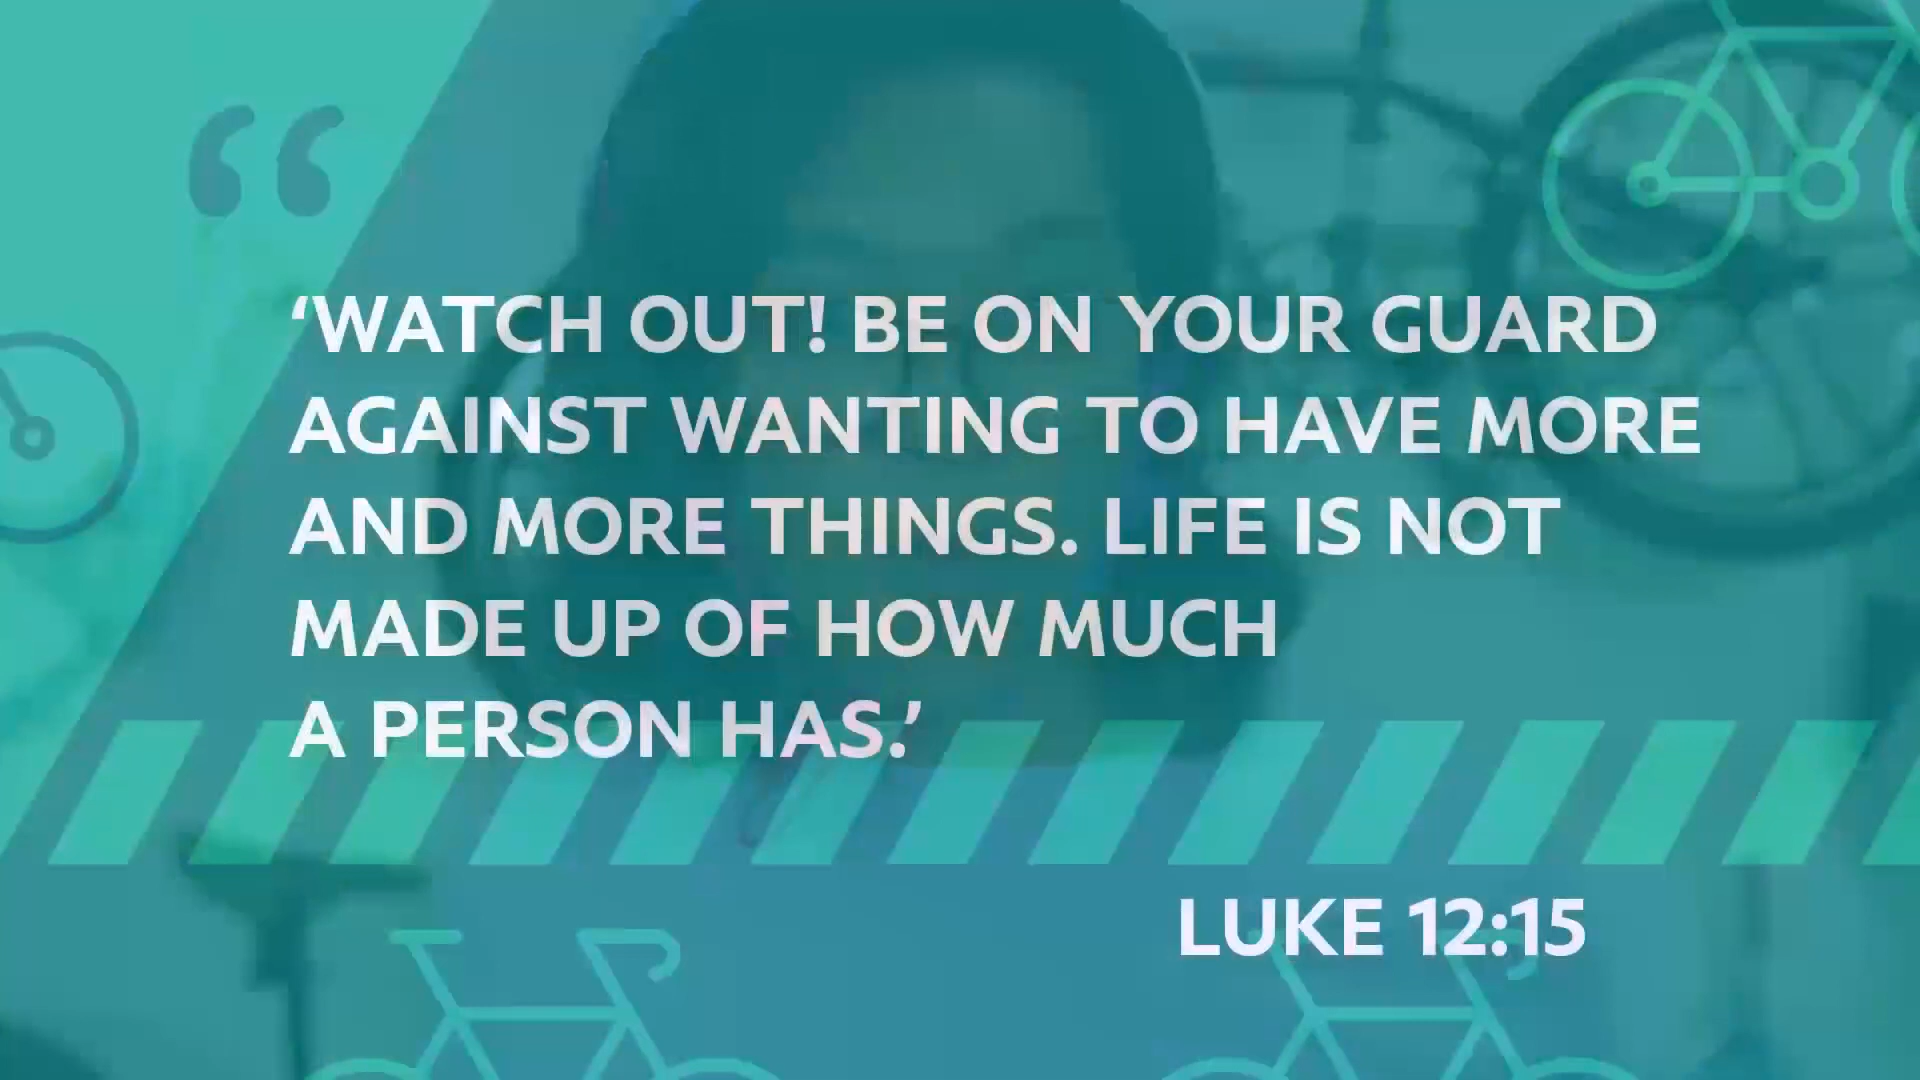 “
‘WATCH OUT! BE ON YOUR GUARD
AGAINST WANTING TO HAVE MORE
AND MORE THINGS. LIFE IS NOT
MADE UP OF HOW MUCH
A PERSON HAS.’
LUKE 12:15